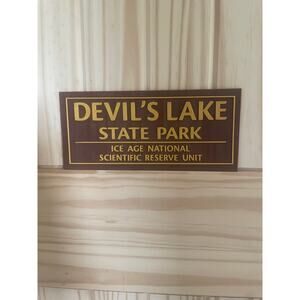 DEVIL'S LAKE
STATE PARK
ICE AGE NATIONAL
SCIENTIFIC RESERVE UNIT